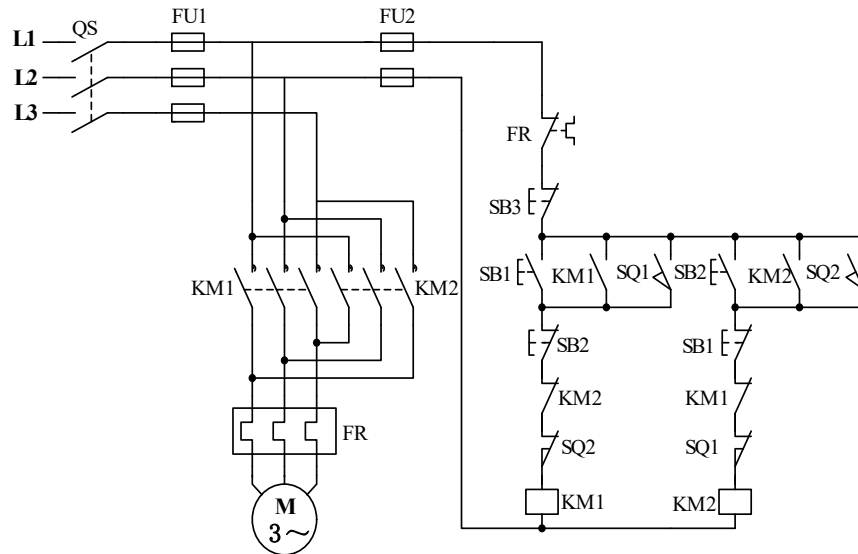 QS FU1 FU2
L1
L2
L3
FR
SB3
KM1 KM2 SB1 KM1 SQ1 SB2 KM2 SQ2
SB2 SB1
KM2 KM1
FR SQ2 SQ1
M KM1 KM2
3～